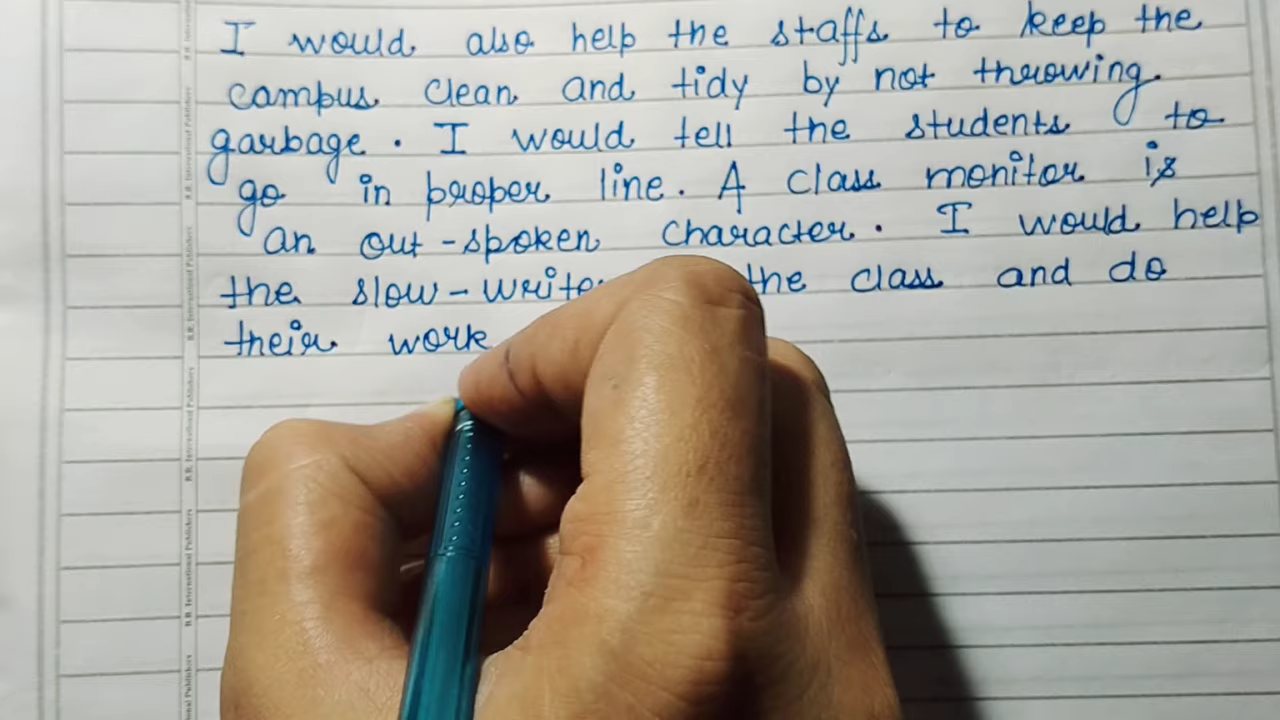 I would also help the staffs to keep the
campus clean and tidy by not throwing
garbage. I would tell the students to
go in proper line. A class monitor is
an out-spoken character. I would help
the the class and do
their work
R.R. International Publishers